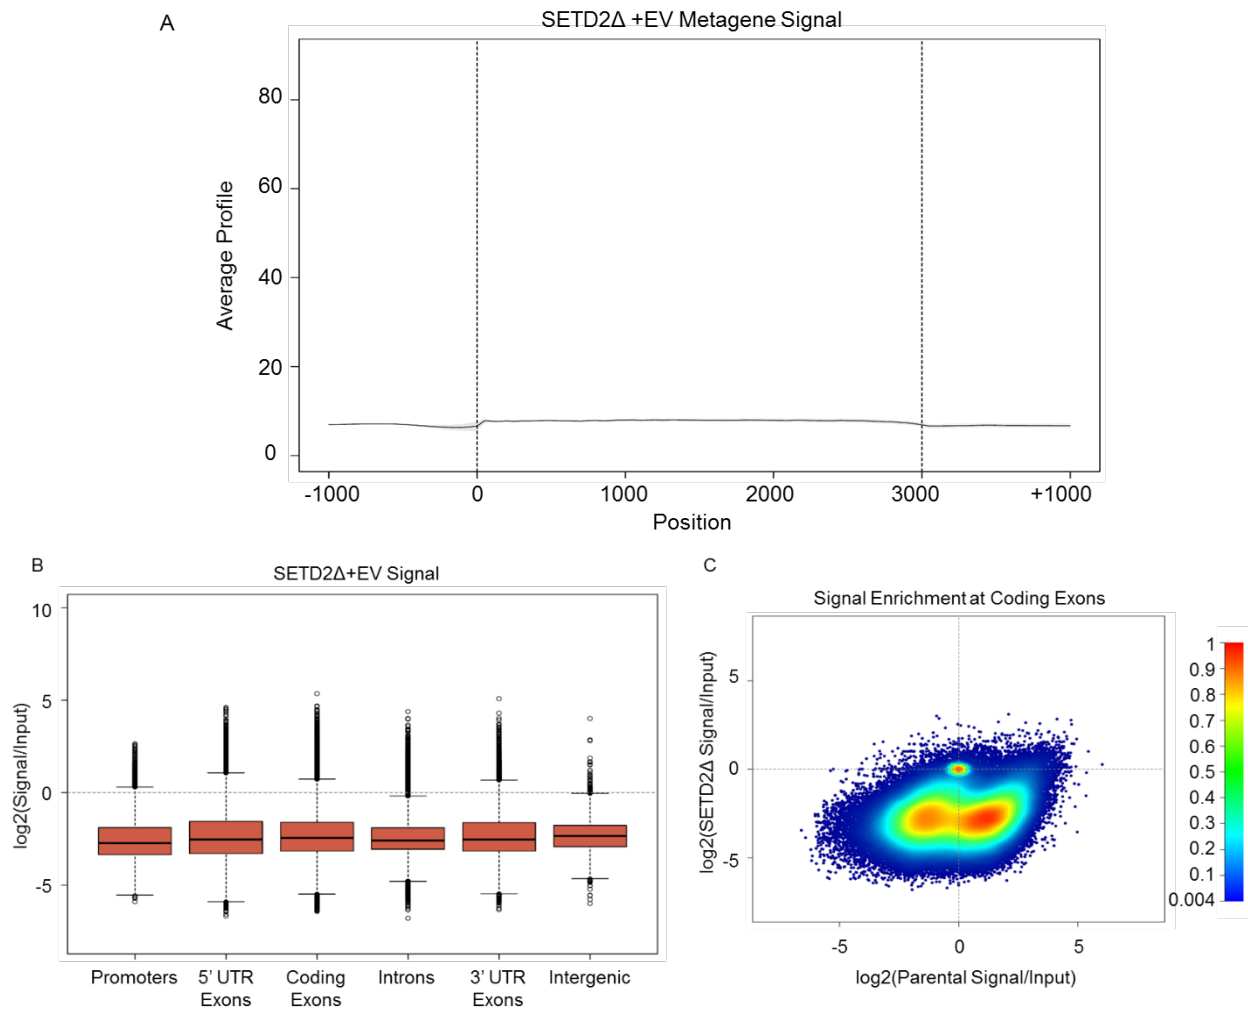 A
SETD2Δ +EV Metagene Signal
80
60
40
20
0
Average Profile
-1000
0
1000
2000
3000
+1000
Position
B
SETD2Δ+EV Signal
10
5
0
-5
log2(Signal/Input)
Promoters
5’ UTR
Exons
Coding
Exons
Introns
3’ UTR
Exons
Intergenic
C
Signal Enrichment at Coding Exons
5
0
-5
log2(SETD2Δ Signal/Input)
-5
0
5
log2(Parental Signal/Input)
1
0.9
0.8
0.7
0.6
0.5
0.4
0.3
0.2
0.1
0.004